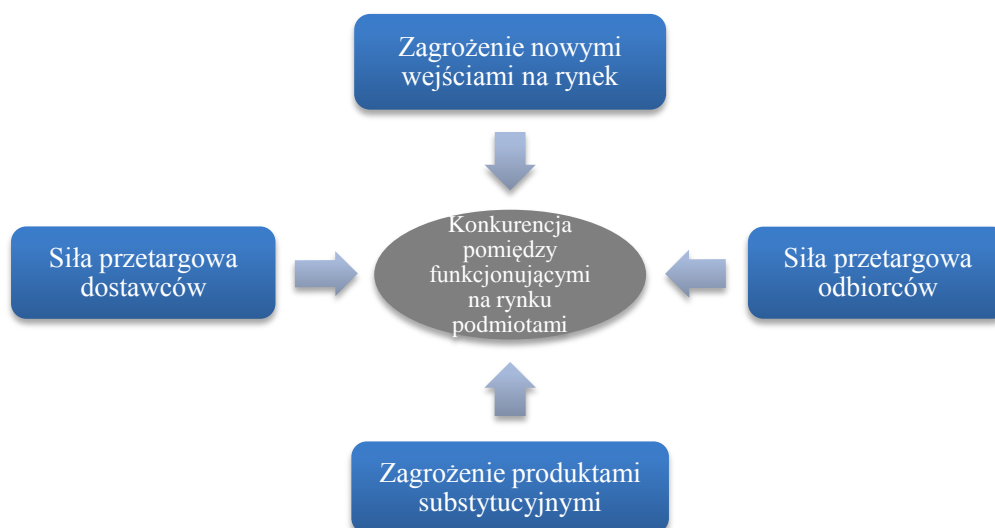 Zagrożenie nowymi
wejściami na rynek
Siła przetargowa
dostawców
Konkurencja
pomiędzy
funkcjonującymi
na rynku
podmiotami
Siła przetargowa
odbiorców
Zagrożenie produktami
substytucyjnymi